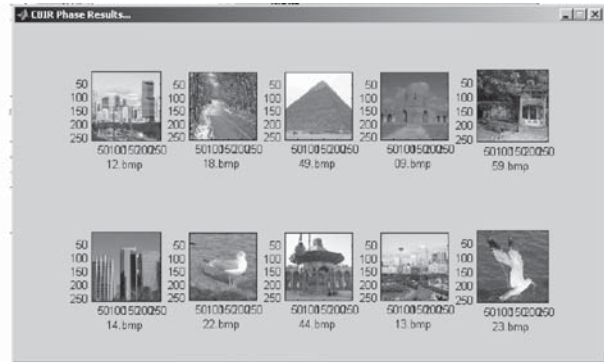 CBIR Phase Results...
50 50 50 50 50
100 100 100 100 100
150 150 150 150 150
200 200 200 200 200
250 250 250 250 250
50100150200250 50100150200250 50100150200250 50100150200250 50100150200250
12.bmp 18.bmp 49.bmp 09.bmp 59.bmp
50 50 50 50 50
100 100 100 100 100
150 150 150 150 150
200 200 200 200 200
250 250 250 250 250
50100150200250 50100150200250 50100150200250 50100150200250 50100150200250
14.bmp 22.bmp 44.bmp 13.bmp 23.bmp